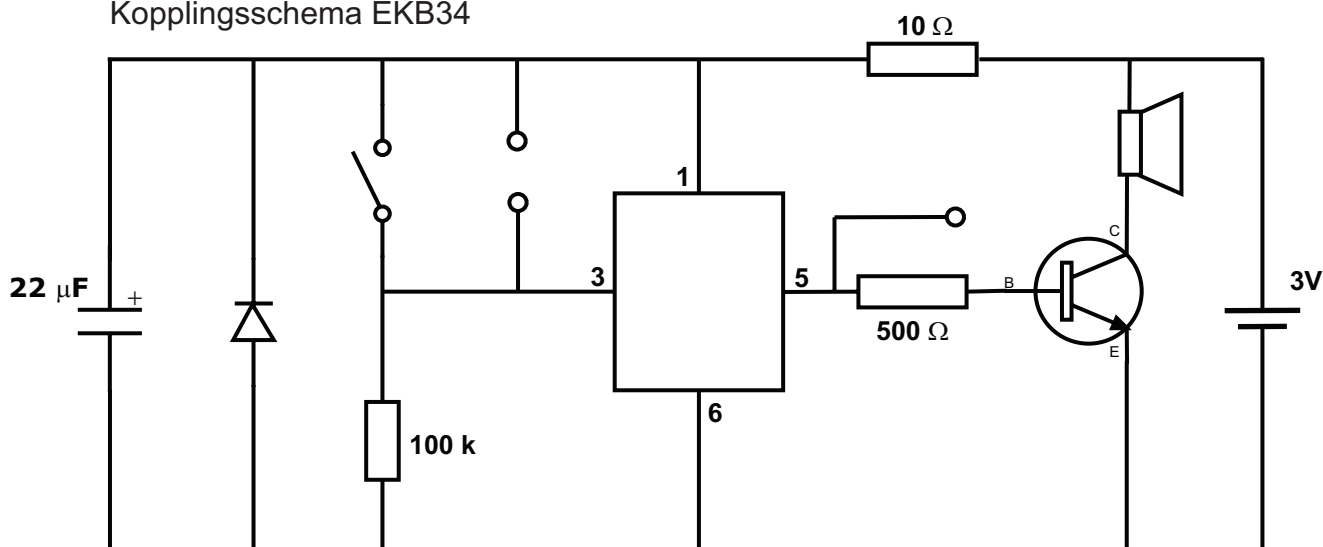 Kopplingsschema EKB34
10 Ω
1
C
3
5
B
22 µF
+
3V
500 Ω
E
6
100 k